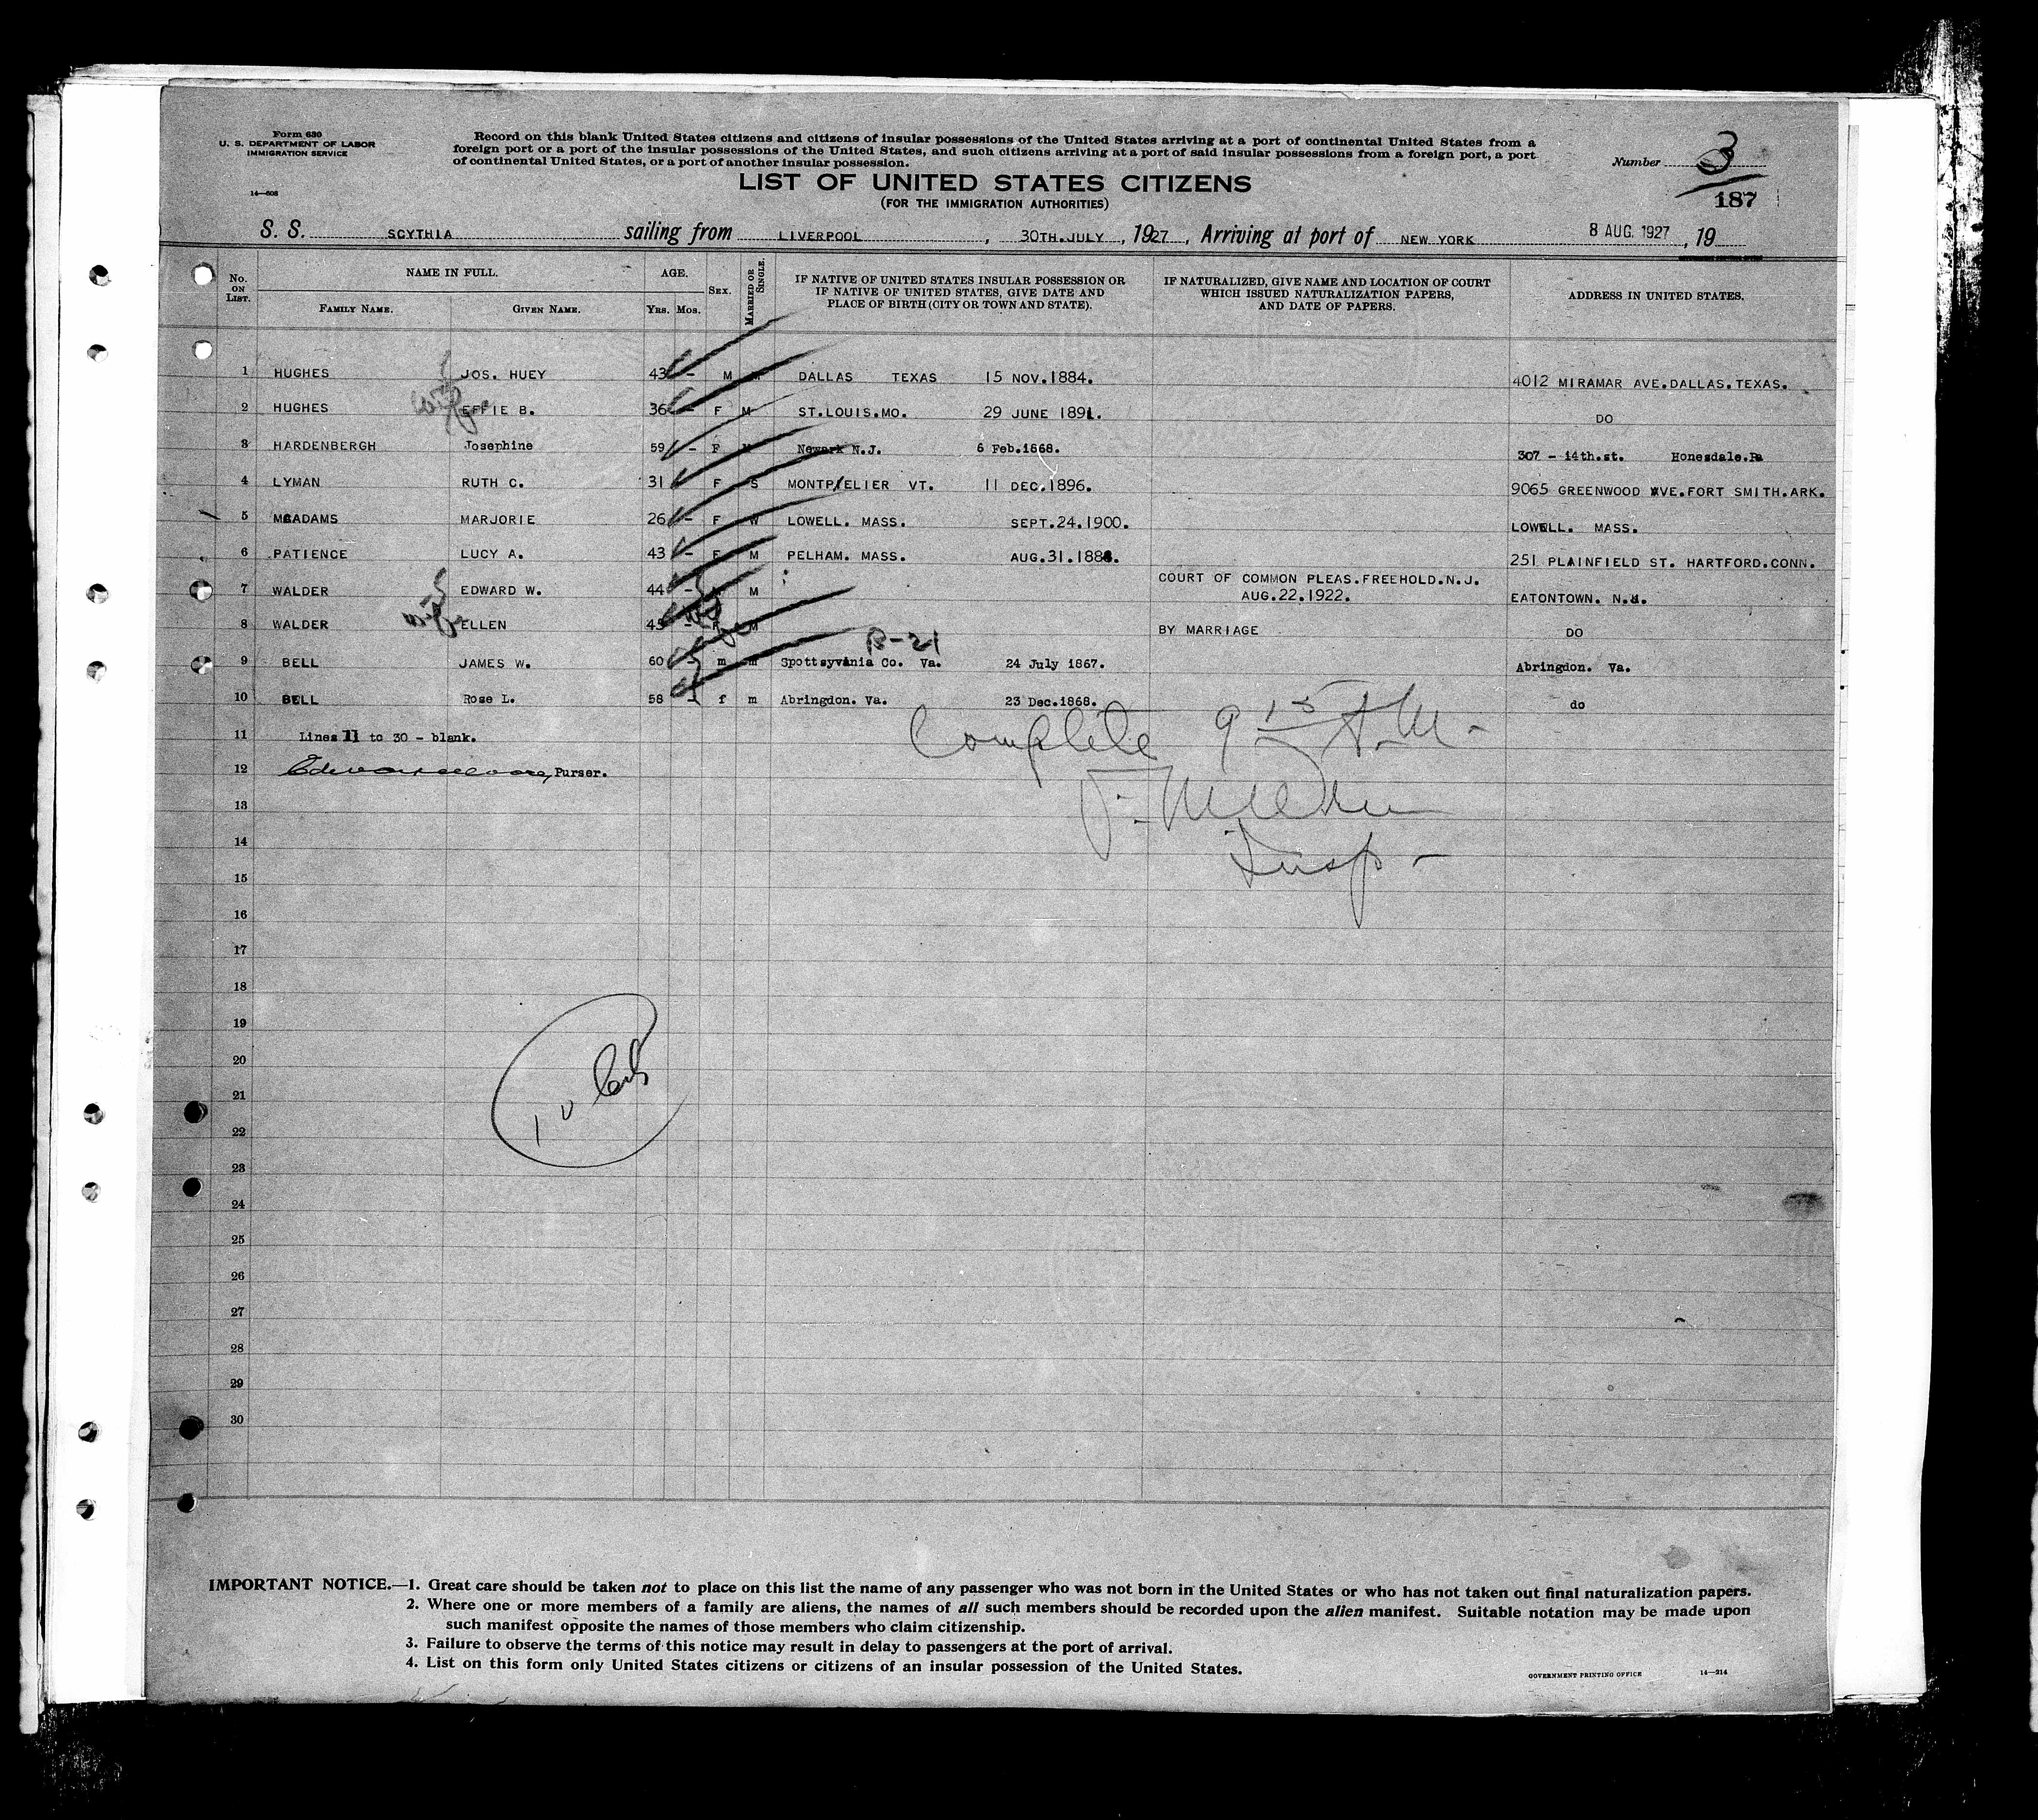 Form 630
U. S. DEPARTMENT OF LABOR
IMMIGRATION SERVICE
14—608
Record on this blank United States citizens and citizens of insular possessions of the United States arriving at a port of continental United States from a
foreign port or a port of the insular possessions of the United States, and such citizens arriving at a port of said insular possessions from a foreign port, a port
of continental United States, or a port of another insular possession.
Number 3
187
LIST OF UNITED STATES CITIZENS
(FOR THE IMMIGRATION AUTHORITIES)
S. S. SCYTHIA sailing from LIVERPOOL, 30TH.JULY, 1927, Arriving at port of NEW YORK 8 AUG. 1927, 19
No. ON LIST. NAME IN FULL. AGE. SEX. MARRIED OR SINGLE. IF NATIVE OF UNITED STATES INSULAR POSSESSION OR IF NATIVE OF UNITED STATES, GIVE DATE AND PLACE OF BIRTH (CITY OR TOWN AND STATE). IF NATURALIZED, GIVE NAME AND LOCATION OF COURT WHICH ISSUED NATURALIZATION PAPERS, AND DATE OF PAPERS. ADDRESS IN UNITED STATES.
FAMILY NAME. GIVEN NAME. YRS. MOS.
1 HUGHES JOS. HUEY 43 - M M DALLAS TEXAS 15 NOV.1884. 4012 MIRAMAR AVE.DALLAS.TEXAS.
2 HUGHES wife EFFIE B. 36 - F M ST.LOUIS.MO. 29 JUNE 1891. DO
3 HARDENBERGH Josephine 59 - F Newark N.J. 6 Feb.1868. 307 - 14th.st. Honesdale.Pa
4 LYMAN RUTH C. 31 F S MONTPELIER VT. 11 DEC.1896. 9065 GREENWOOD AVE.FORT SMITH.ARK.
5 McADAMS MARJORIE 26 - F W LOWELL. MASS. SEPT.24.1900. LOWELL. MASS.
6 PATIENCE LUCY A. 43 - F M PELHAM. MASS. AUG.31.188 251 PLAINFIELD ST. HARTFORD.CONN.
7 WALDER EDWARD W. 44 - M COURT OF COMMON PLEAS.FREEHOLD.N.J.
AUG.22.1922. EATONTOWN. N.J.
8 WALDER wife ELLEN 45 - F M BY MARRIAGE DO
B-21
9 BELL JAMES W. 60 - m m Spottsyvania Co. Va. 24 July 1867. Abringdon. Va.
10 BELL Rose L. 58 - f m Abringdon. Va. 23 Dec.1868. do
11 Lines 11 to 30 - blank.
Complete 9 15 A.M.-
12 Purser.
13
14
Insp -
15
16
17
18
19
20
21
22
23
24
25
26
27
28
29
30
IMPORTANT NOTICE.—1. Great care should be taken not to place on this list the name of any passenger who was not born in the United States or who has not taken out final naturalization papers.
2. Where one or more members of a family are aliens, the names of all such members should be recorded upon the alien manifest. Suitable notation may be made upon
such manifest opposite the names of those members who claim citizenship.
3. Failure to observe the terms of this notice may result in delay to passengers at the port of arrival.
4. List on this form only United States citizens or citizens of an insular possession of the United States.
GOVERNMENT PRINTING OFFICE 14—214